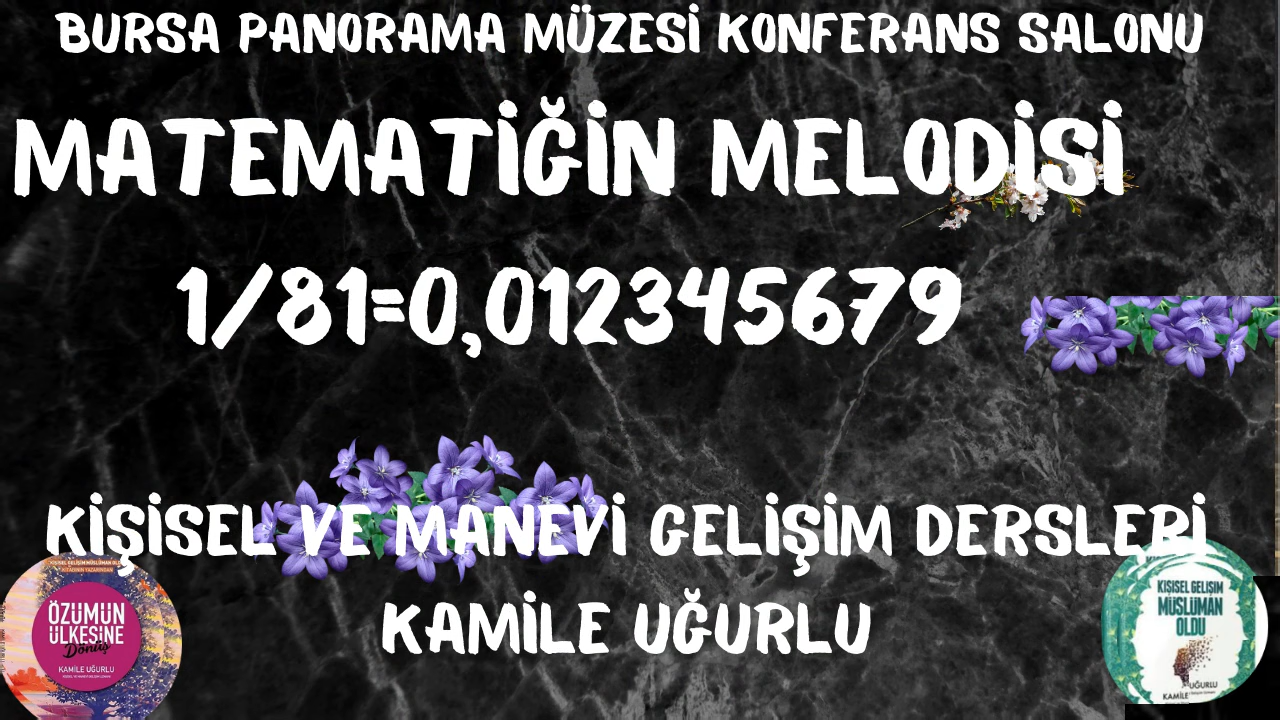 BURSA PANORAMA MÜZESİ KONFERANS SALONU
MATEMATİĞİN MELODİSİ
1/81=0,012345679
KİŞİSEL VE MANEVİ GELİŞİM DERSLERİ
KAMİLE UĞURLU
ÖZÜMÜN
ÜLKESİNE
Dönüş
KAMİLE UĞURLU
KİŞİSEL GELİŞİM
MÜSLÜMAN
OLDU
KAMİLE UĞURLU